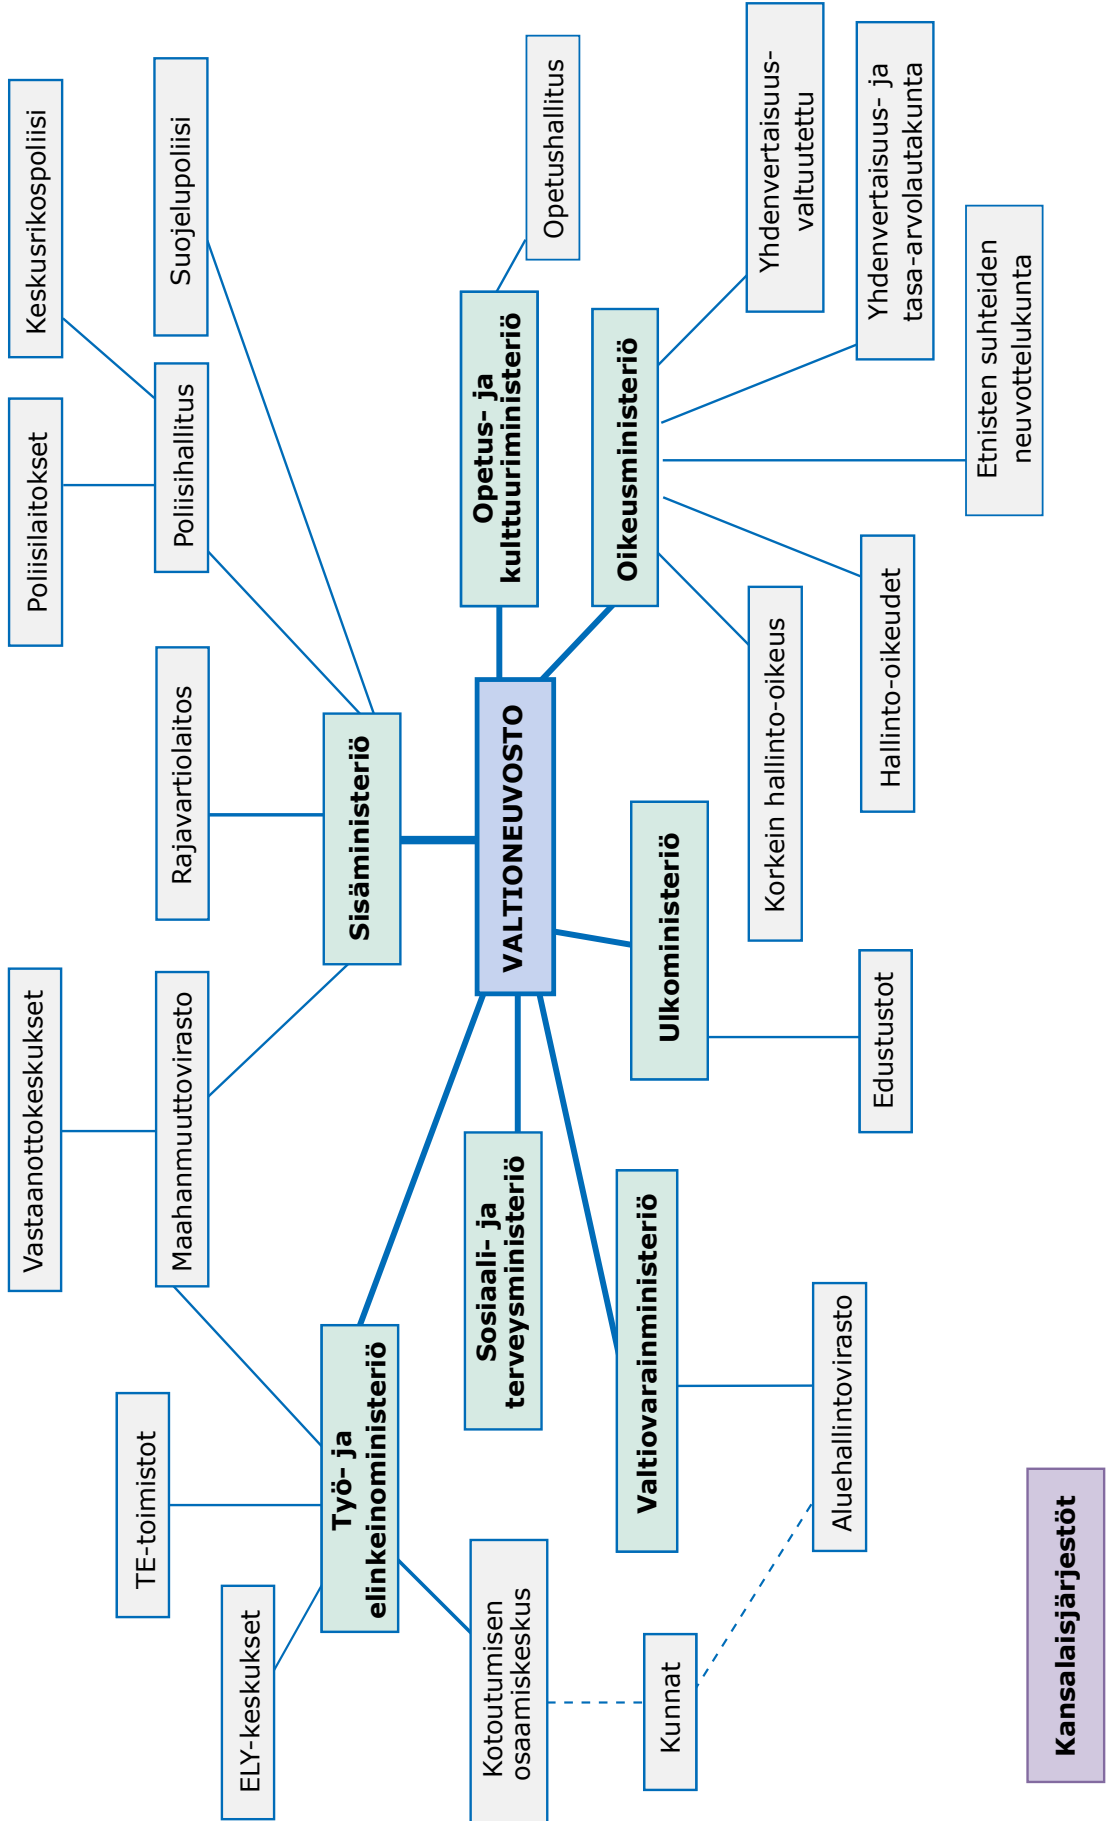 Vastaanottokeskukset
Poliisilaitokset
Keskusrikospoliisi
TE-toimistot
Maahanmuuttovirasto
Rajavartiolaitos
Poliisihallitus
Suojelupoliisi
ELY-keskukset
Työ- ja
elinkeinoministeriö
Sisäministeriö
Kotoutumisen
osaamiskeskus
Sosiaali- ja
terveysministeriö
VALTIONEUVOSTO
Opetus- ja
kulttuuriministeriö
Opetushallitus
Kunnat
Valtiovarainministeriö
Ulkoministeriö
Oikeusministeriö
Aluehallintovirasto
Edustustot
Korkein hallinto-oikeus
Hallinto-oikeudet
Yhdenvertaisuus-
valtuutettu
Yhdenvertaisuus- ja
tasa-arvolautakunta
Etnisten suhteiden
neuvottelukunta
Kansalaisjärjestöt